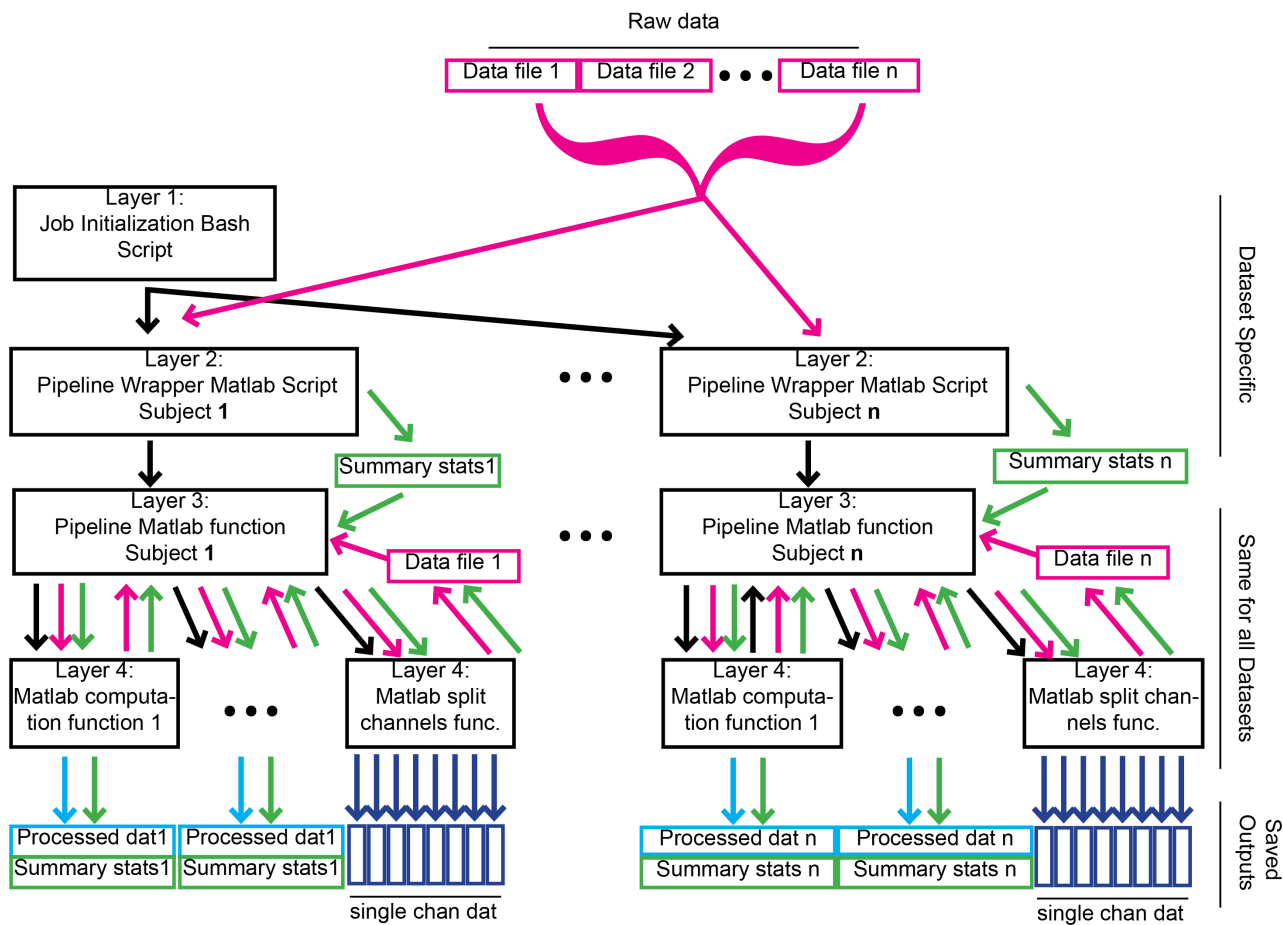 Raw data
Data file 1
Data file 2
Data file n
Layer 1:
Job Initialization Bash
Script
Dataset Specific
Layer 2:
Pipeline Wrapper Matlab Script
Subject 1
Layer 2:
Pipeline Wrapper Matlab Script
Subject n
Summary stats1
Summary stats n
Layer 3:
Pipeline Matlab function
Subject 1
Layer 3:
Pipeline Matlab function
Subject n
Data file 1
Data file n
Same for all Datasets
Layer 4:
Matlab computa-
tion function 1
Layer 4:
Matlab split
channels func.
Layer 4:
Matlab computa-
tion function 1
Layer 4:
Matlab split chan-
nels func.
Processed dat1
Processed dat1
Processed dat n
Processed dat n
Summary stats1
Summary stats1
Summary stats n
Summary stats n
Saved
Outputs
single chan dat
single chan dat